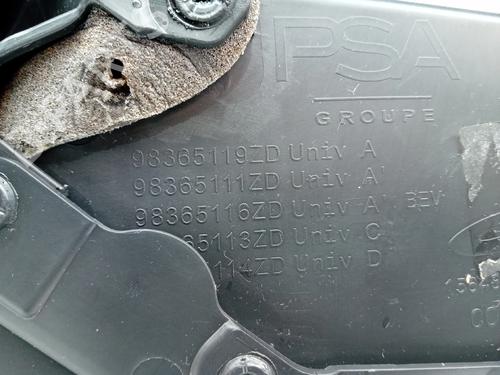 PSA
GROUPE
98365119ZD Univ A
98365111ZD Univ A'
98365116ZD Univ A' BEV
65113ZD Univ C
114ZD Univ D